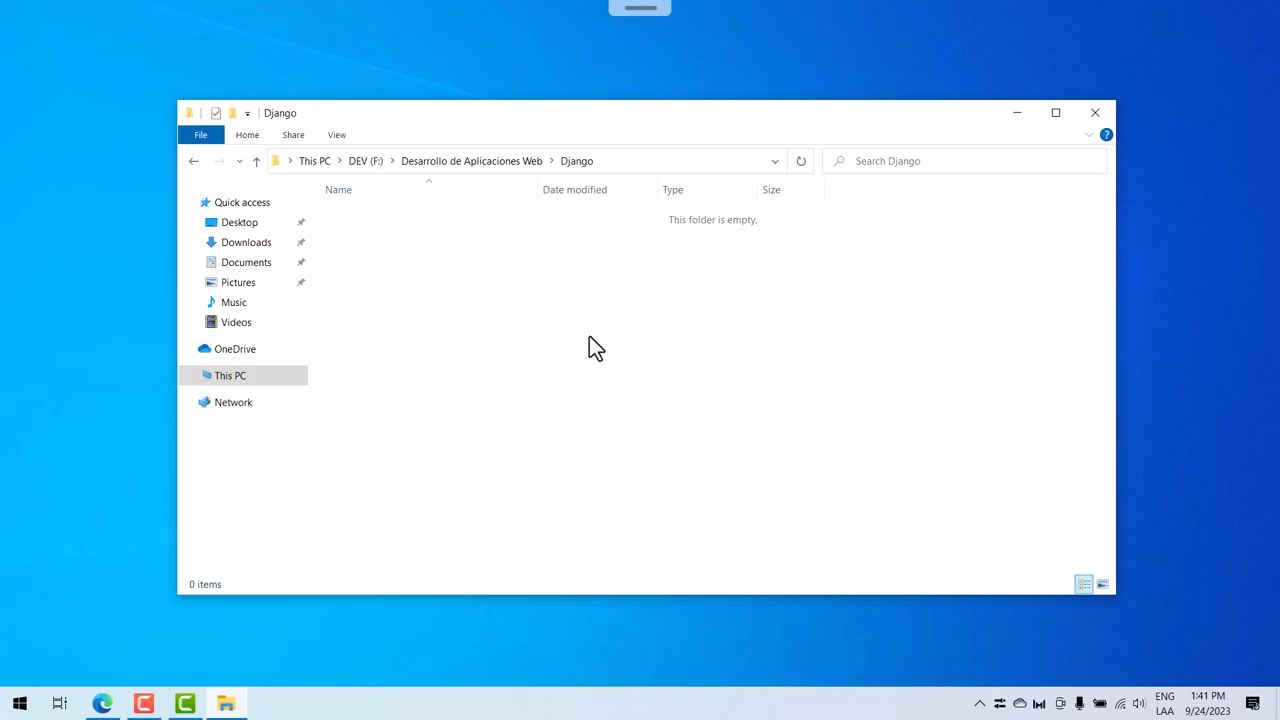 Django
File Home Share View
This PC DEV (F:) Desarrollo de Aplicaciones Web Django
Search Django
Name Date modified Type Size
This folder is empty.
Quick access
Desktop
Downloads
Documents
Pictures
Music
Videos
OneDrive
This PC
Network
0 items
ENG
LAA
1:41 PM
9/24/2023